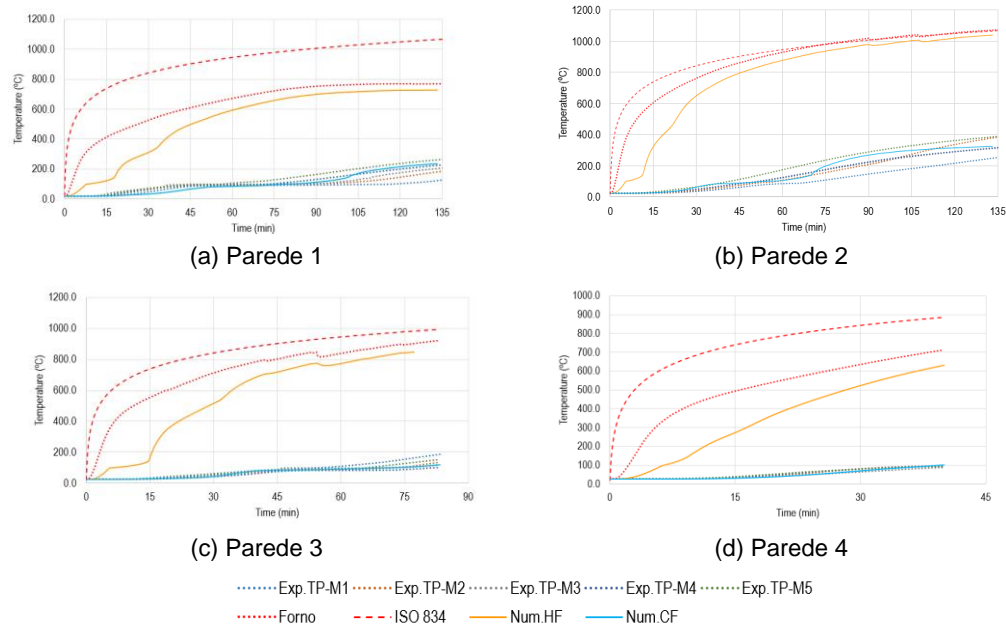 1200.0
1000.0
800.0
600.0
400.0
200.0
0.0
Temperature (ºC)
0 15 30 45 60 75 90 105 120 135
Time (min)
(a) Parede 1
1200.0
1000.0
800.0
600.0
400.0
200.0
0.0
Temperature (ºC)
0 15 30 45 60 75 90 105 120 135
Time (min)
(b) Parede 2
1200.0
1000.0
800.0
600.0
400.0
200.0
0.0
Temperature (ºC)
0 15 30 45 60 75 90
Time (min)
(c) Parede 3
1000.0
900.0
800.0
700.0
600.0
500.0
400.0
300.0
200.0
100.0
0.0
Temperature (ºC)
0 15 30 45
Time (min)
(d) Parede 4
Exp.TP-M1 Exp.TP-M2 Exp.TP-M3 Exp.TP-M4 Exp.TP-M5
Forno ISO 834 Num.HF Num.CF